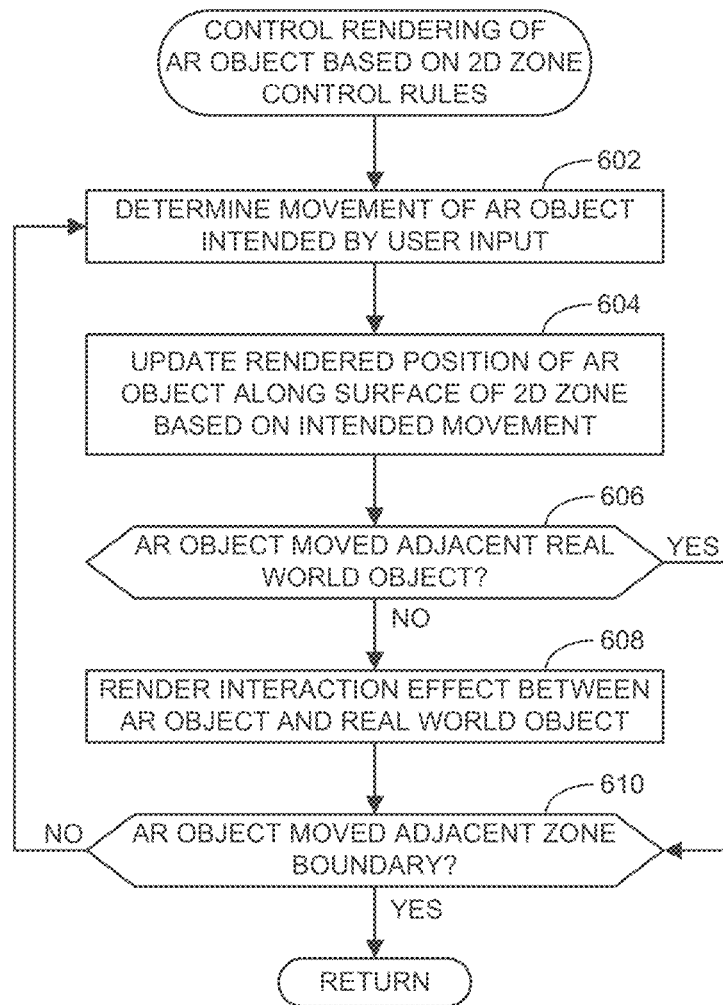 CONTROL RENDERING OF
AR OBJECT BASED ON 2D ZONE
CONTROL RULES
602
DETERMINE MOVEMENT OF AR OBJECT
INTENDED BY USER INPUT
604
UPDATE RENDERED POSITION OF AR
OBJECT ALONG SURFACE OF 2D ZONE
BASED ON INTENDED MOVEMENT
606
AR OBJECT MOVED ADJACENT REAL
WORLD OBJECT?
YES
NO
608
RENDER INTERACTION EFFECT BETWEEN
AR OBJECT AND REAL WORLD OBJECT
610
NO
AR OBJECT MOVED ADJACENT ZONE
BOUNDARY?
YES
RETURN